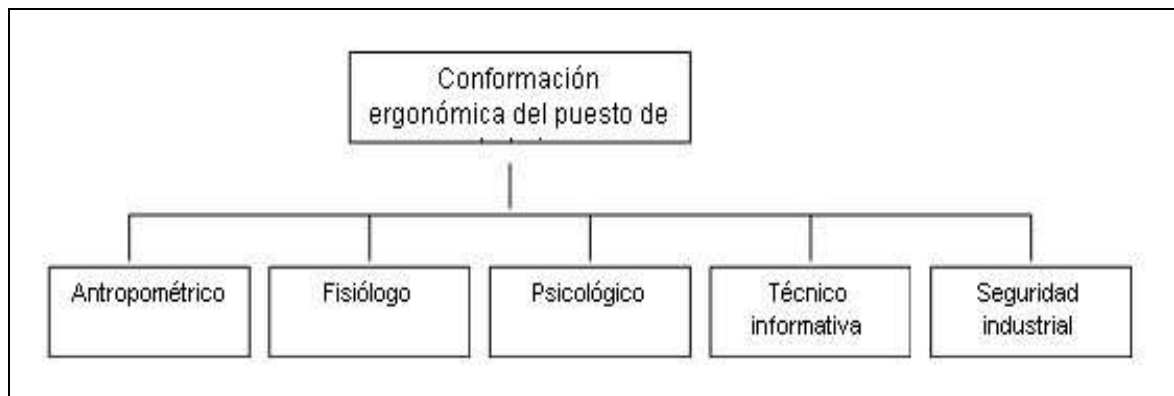 Conformación
ergonómica del puesto de
Antropométrico
Fisiólogo
Psicológico
Técnico
informativa
Seguridad
industrial